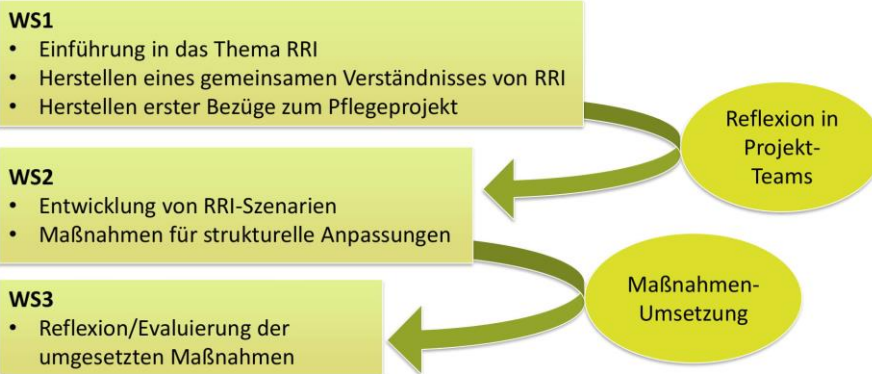 WS1
• Einführung in das Thema RRI
• Herstellen eines gemeinsamen Verständnisses von RRI
• Herstellen erster Bezüge zum Pflegeprojekt
Reflexion in
Projekt-
Teams
WS2
• Entwicklung von RRI-Szenarien
• Maßnahmen für strukturelle Anpassungen
Maßnahmen-
Umsetzung
WS3
• Reflexion/Evaluierung der
umgesetzten Maßnahmen